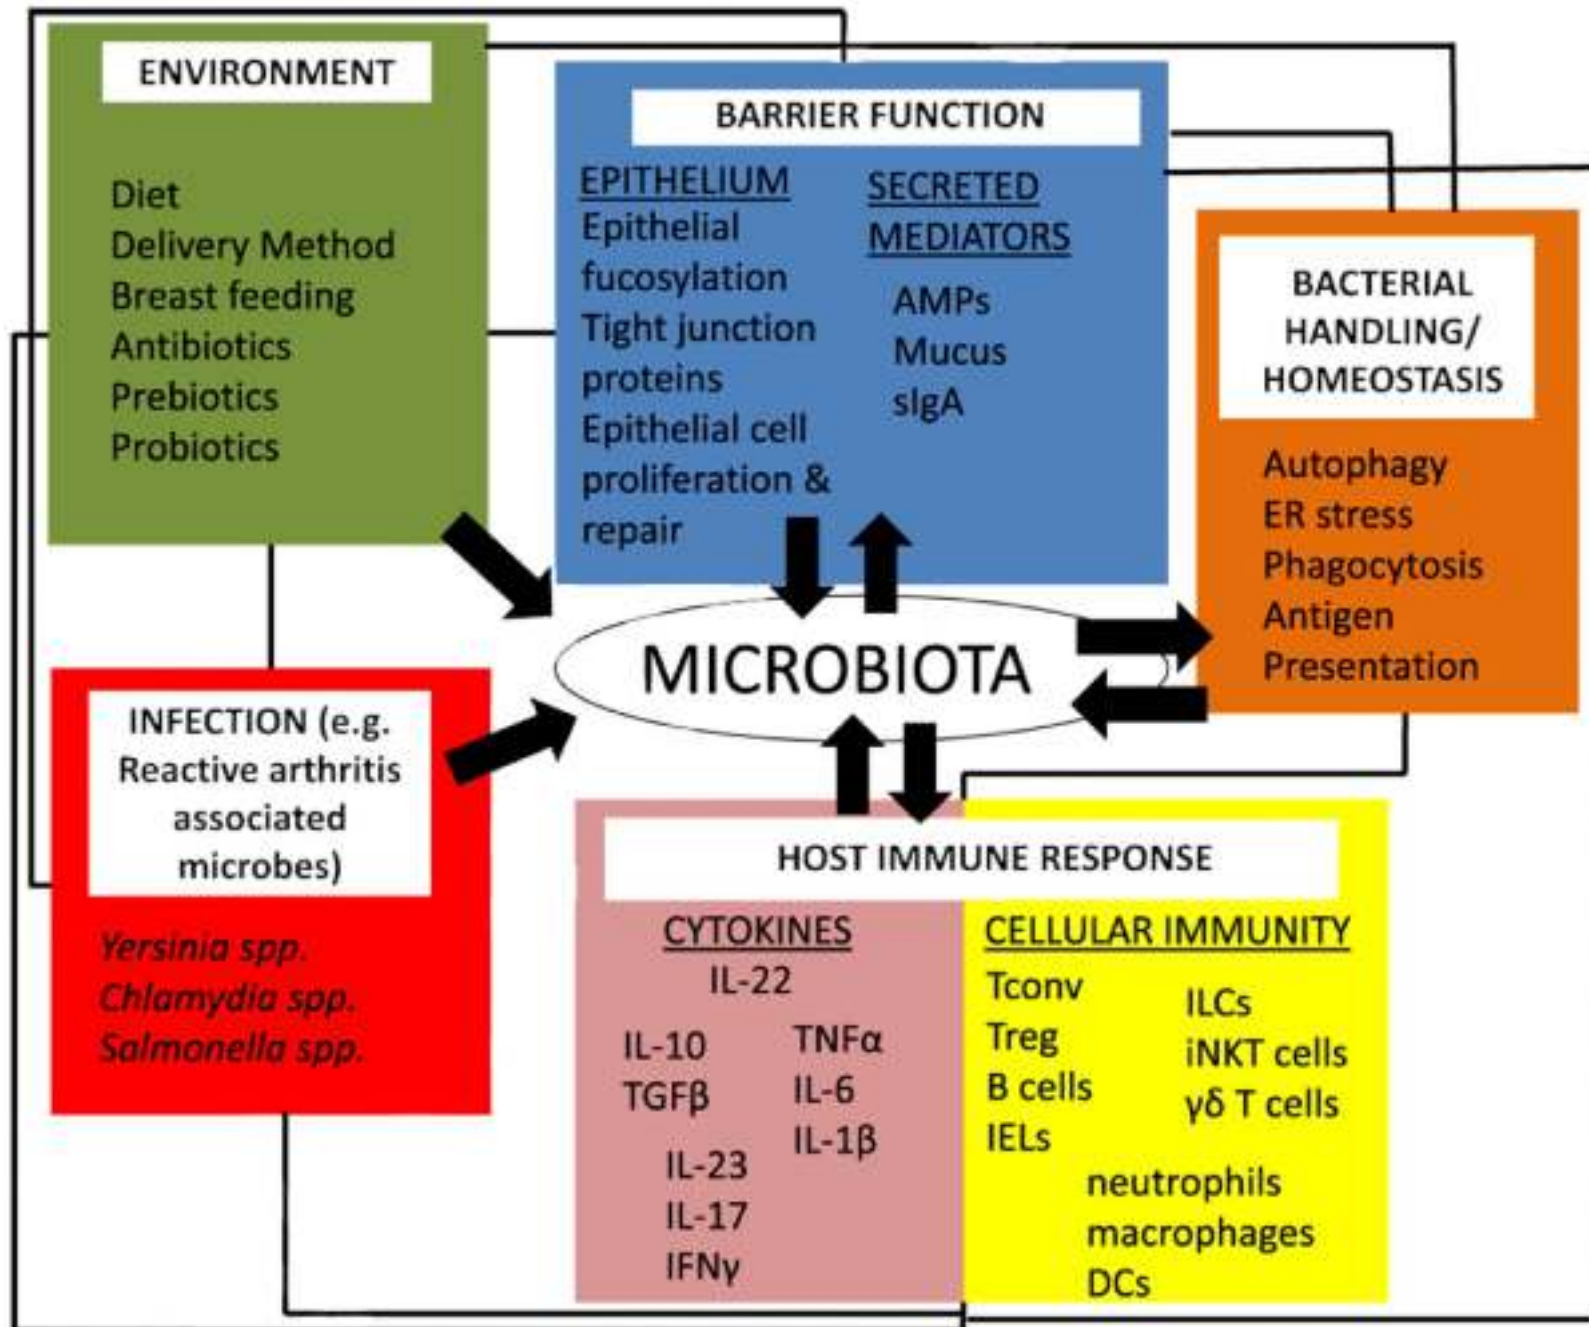 ENVIRONMENT
Diet
Delivery Method
Breast feeding
Antibiotics
Prebiotics
Probiotics
BARRIER FUNCTION
EPITHELIUM
Epithelial
fucosylation
Tight junction
proteins
Epithelial cell
proliferation &
repair
SECRETED
MEDIATORS
AMPs
Mucus
sIgA
BACTERIAL
HANDLING/
HOMEOSTASIS
Autophagy
ER stress
Phagocytosis
Antigen
Presentation
MICROBIOTA
INFECTION (e.g.
Reactive arthritis
associated
microbes)
Yersinia spp.
Chlamydia spp.
Salmonella spp.
HOST IMMUNE RESPONSE
CYTOKINES
IL-22
IL-10
TGFβ
TNFα
IL-6
IL-1β
IL-23
IL-17
IFNγ
CELLULAR IMMUNITY
Tconv
Treg
B cells
IELs
ILCs
iNKT cells
γδ T cells
neutrophils
macrophages
DCs